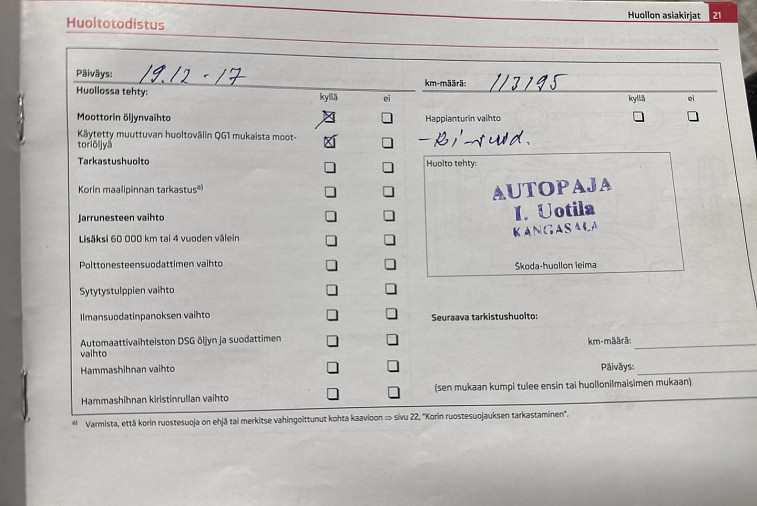 Huollon asiakirjat 21
Huoltotodistus
Päiväys: 19.12.-17
km-määrä: 113195
Huollossa tehty:
kyllä ei
kyllä ei
Moottorin öljynvaihto
Happianturin vaihto
Käytetty muuttuvan huoltovälin QG1 mukaista moot-
toriöljyä
Tarkastushuolto
Huolto tehty:
Korin maalipinnan tarkastusa)
AUTOPAJA
I. Uotila
KANGASALA
Jarrunesteen vaihto
Lisäksi 60 000 km tai 4 vuoden välein
Polttonesteensuodattimen vaihto
Škoda-huollon leima
Sytytystulppien vaihto
Ilmansuodatinpanoksen vaihto
Seuraava tarkistushuolto:
Automaattivaihteiston DSG öljyn ja suodattimen
vaihto
km-määrä:
Hammashihnan vaihto
Päiväys:
(sen mukaan kumpi tulee ensin tai huollonilmaisimen mukaan)
Hammashihnan kiristinrullan vaihto
a) Varmista, että korin ruostesuoja on ehjä tai merkitse vahingoittunut kohta kaavioon ⇒ sivu 22, "Korin ruostesuojauksen tarkastaminen".